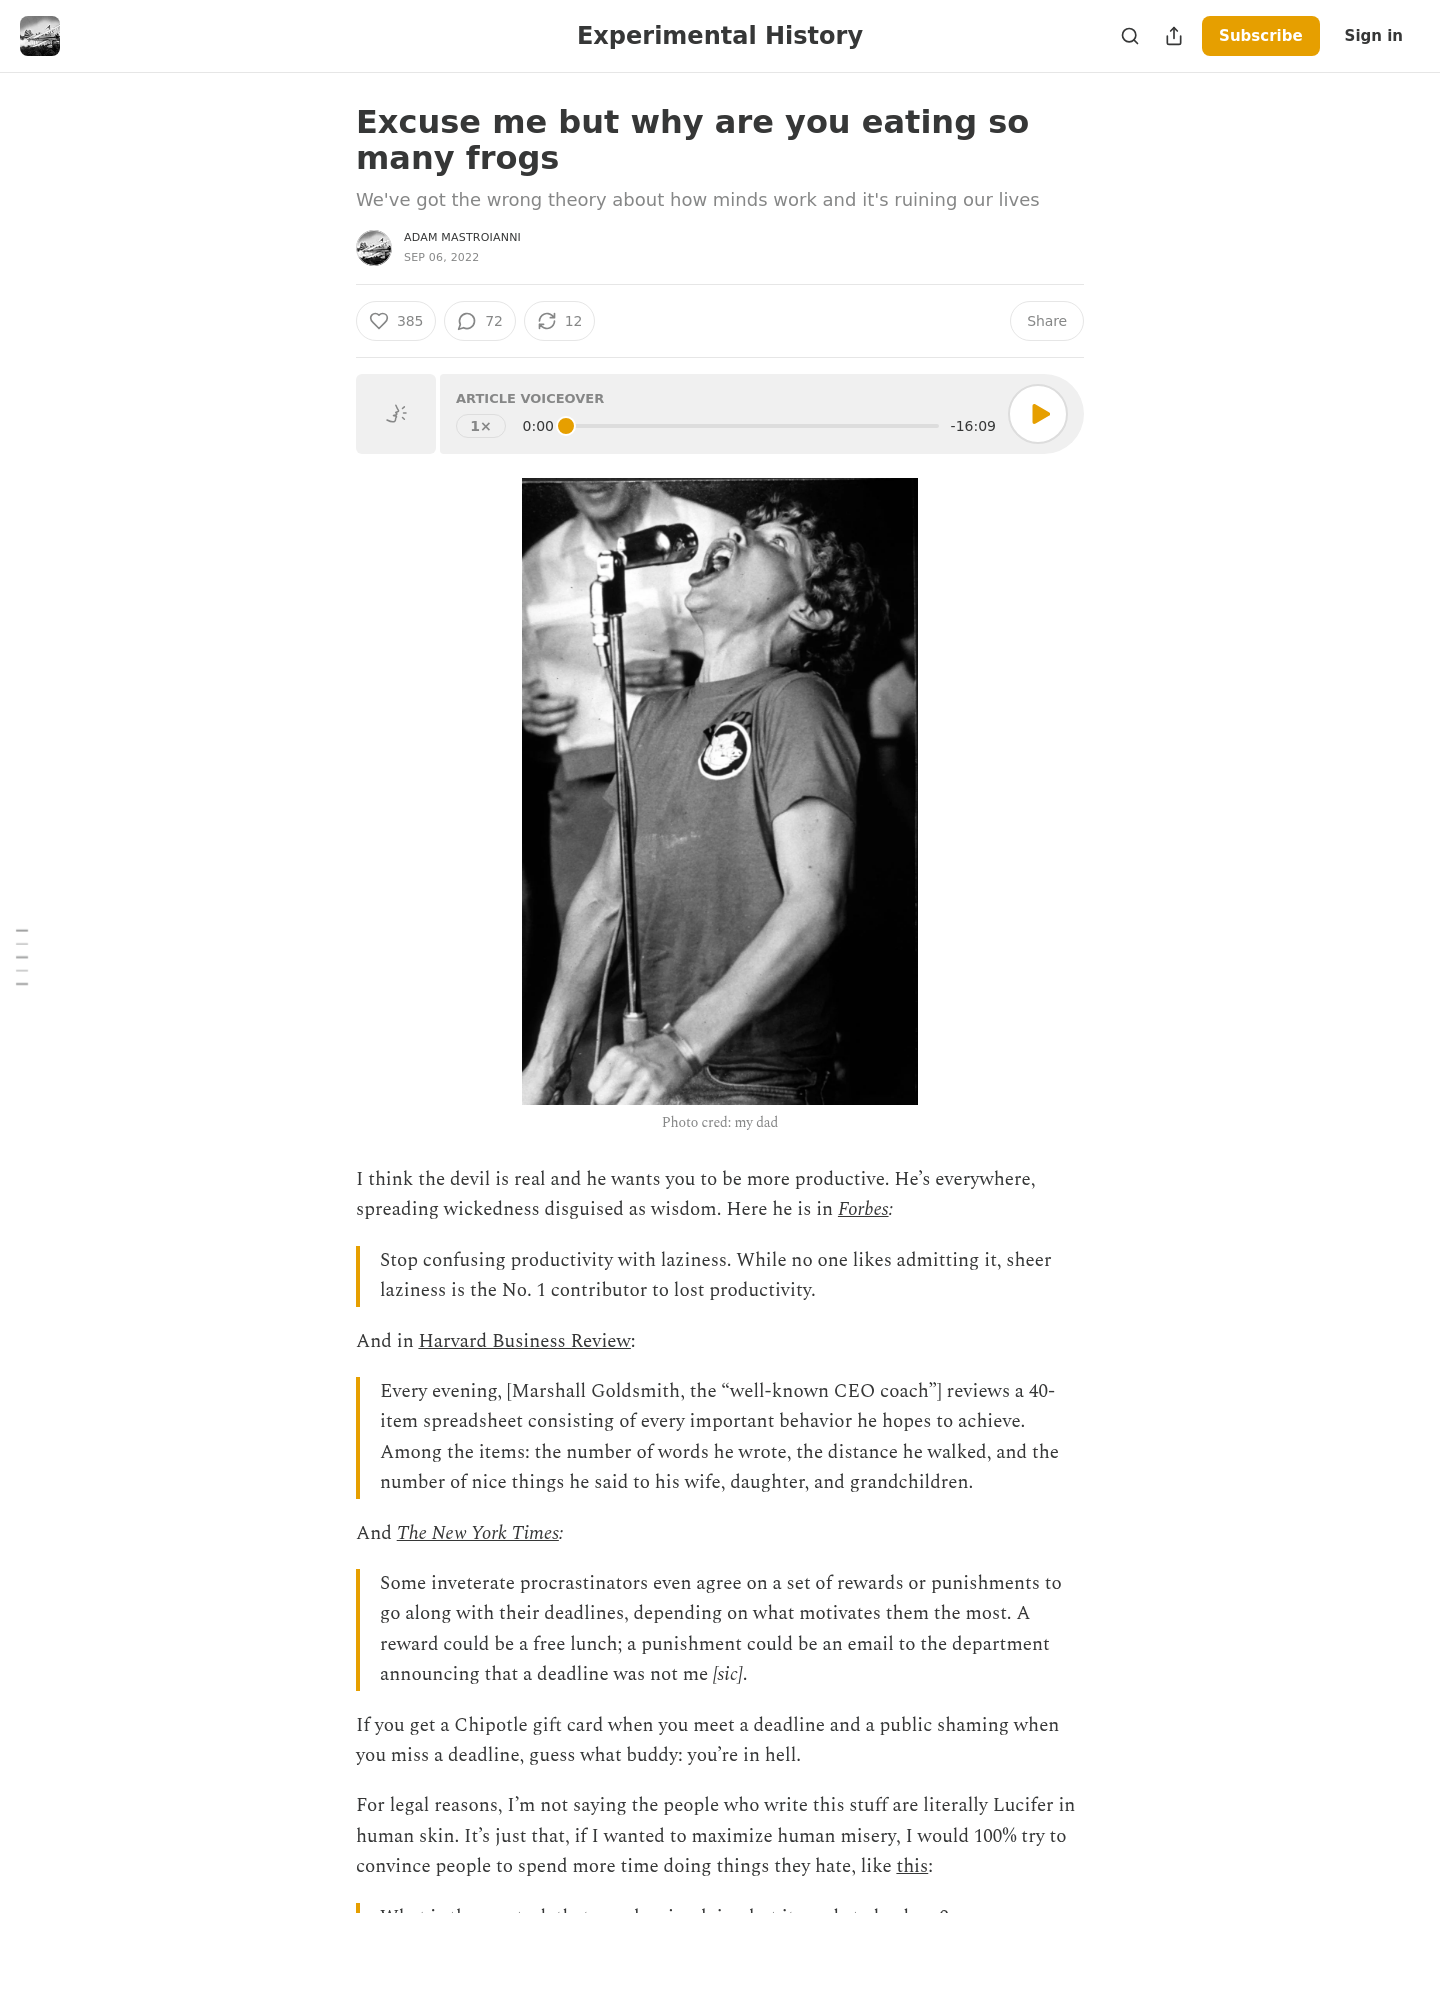 Experimental History
Subscribe
Sign in
Excuse me but why are you eating so
many frogs
We've got the wrong theory about how minds work and it's ruining our lives
ADAM MASTROIANNI
SEP 06, 2022
385
72
12
Share
ARTICLE VOICEOVER
1×
0:00
-16:09
Photo cred: my dad
I think the devil is real and he wants you to be more productive. He’s everywhere,
spreading wickedness disguised as wisdom. Here he is in Forbes:
Stop confusing productivity with laziness. While no one likes admitting it, sheer
laziness is the No. 1 contributor to lost productivity.
And in Harvard Business Review:
Every evening, [Marshall Goldsmith, the “well-known CEO coach”] reviews a 40-
item spreadsheet consisting of every important behavior he hopes to achieve.
Among the items: the number of words he wrote, the distance he walked, and the
number of nice things he said to his wife, daughter, and grandchildren.
And The New York Times:
Some inveterate procrastinators even agree on a set of rewards or punishments to
go along with their deadlines, depending on what motivates them the most. A
reward could be a free lunch; a punishment could be an email to the department
announcing that a deadline was not me [sic].
If you get a Chipotle gift card when you meet a deadline and a public shaming when
you miss a deadline, guess what buddy: you’re in hell.
For legal reasons, I’m not saying the people who write this stuff are literally Lucifer in
human skin. It’s just that, if I wanted to maximize human misery, I would 100% try to
convince people to spend more time doing things they hate, like this: